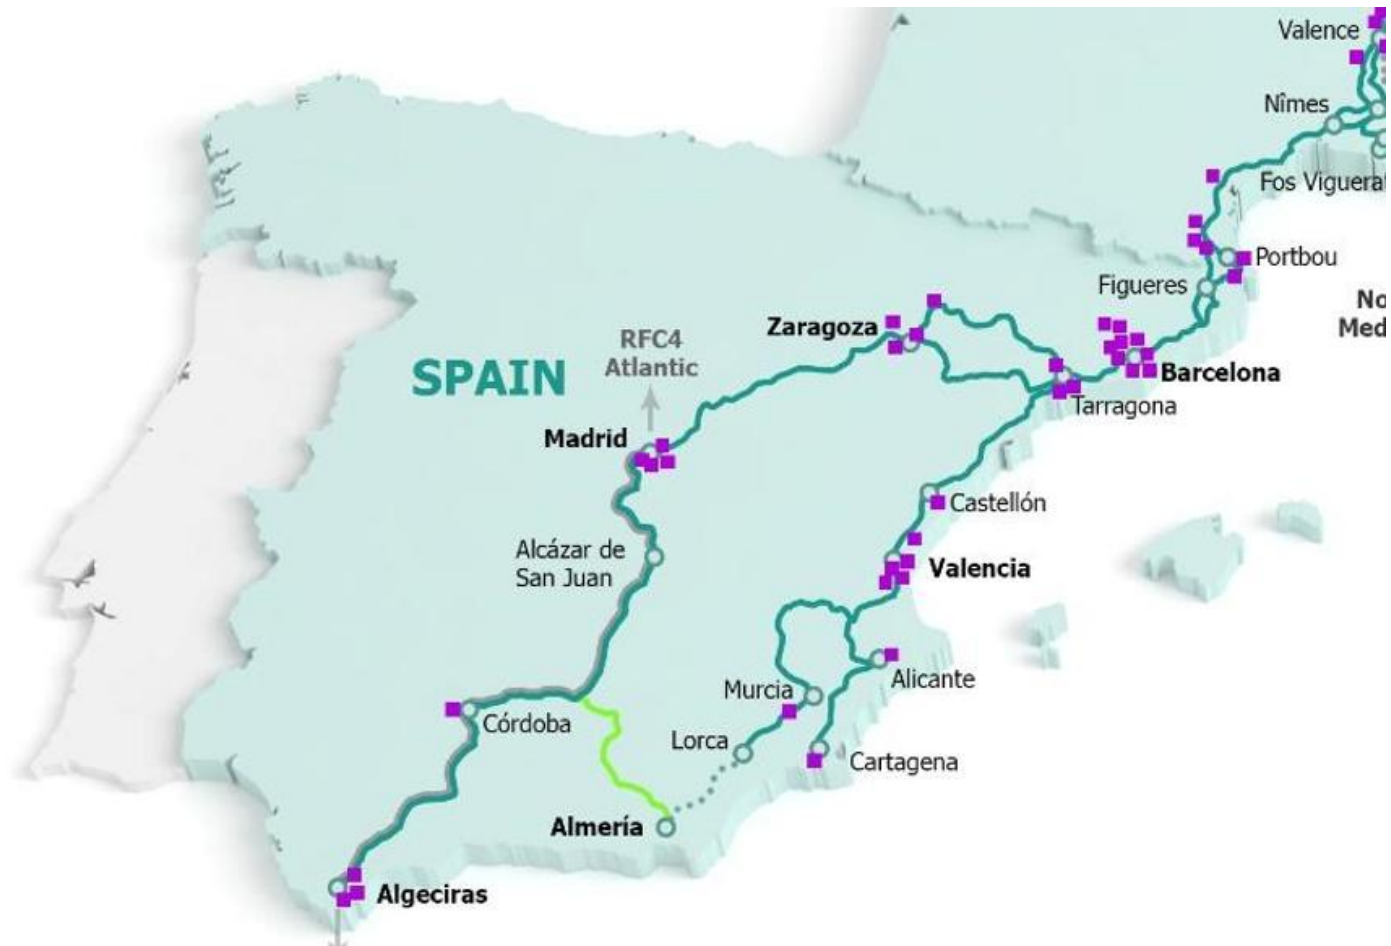 Valence
Nîmes
Fos Viguerat
Portbou
Figueres
No
Med
Zaragoza
RFC4
Atlantic
SPAIN
Barcelona
Tarragona
Madrid
Castellón
Alcázar de
San Juan
Valencia
Murcia
Alicante
Córdoba
Lorca
Cartagena
Almería
Algeciras